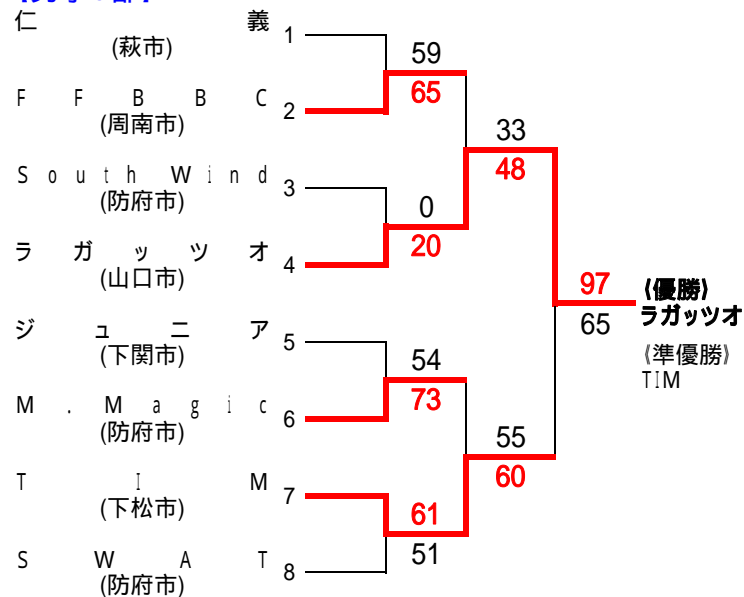 仁義 1
(萩市)
59
FFBBC 2
65
(周南市)
33
48
South Wind 3
(防府市)
0
ラガッツオ 4
20
(山口市)
97
《優勝》
65
ラガッツオ
ジュニア 5
《準優勝》
(下関市)
54
TIM
M.Magic 6
73
(防府市)
55
60
TIM 7
61
(下松市)
51
SWAT 8
(防府市)